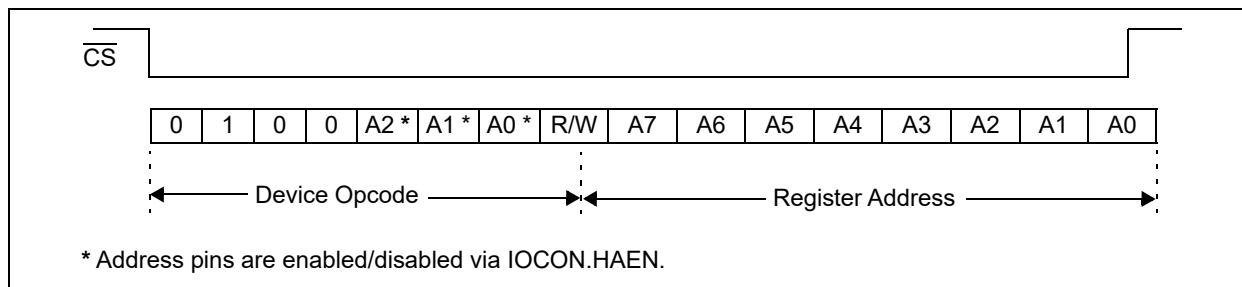 CS
0 1 0 0 A2 * A1 * A0 * R/W A7 A6 A5 A4 A3 A2 A1 A0
Device Opcode Register Address
* Address pins are enabled/disabled via IOCON.HAEN.